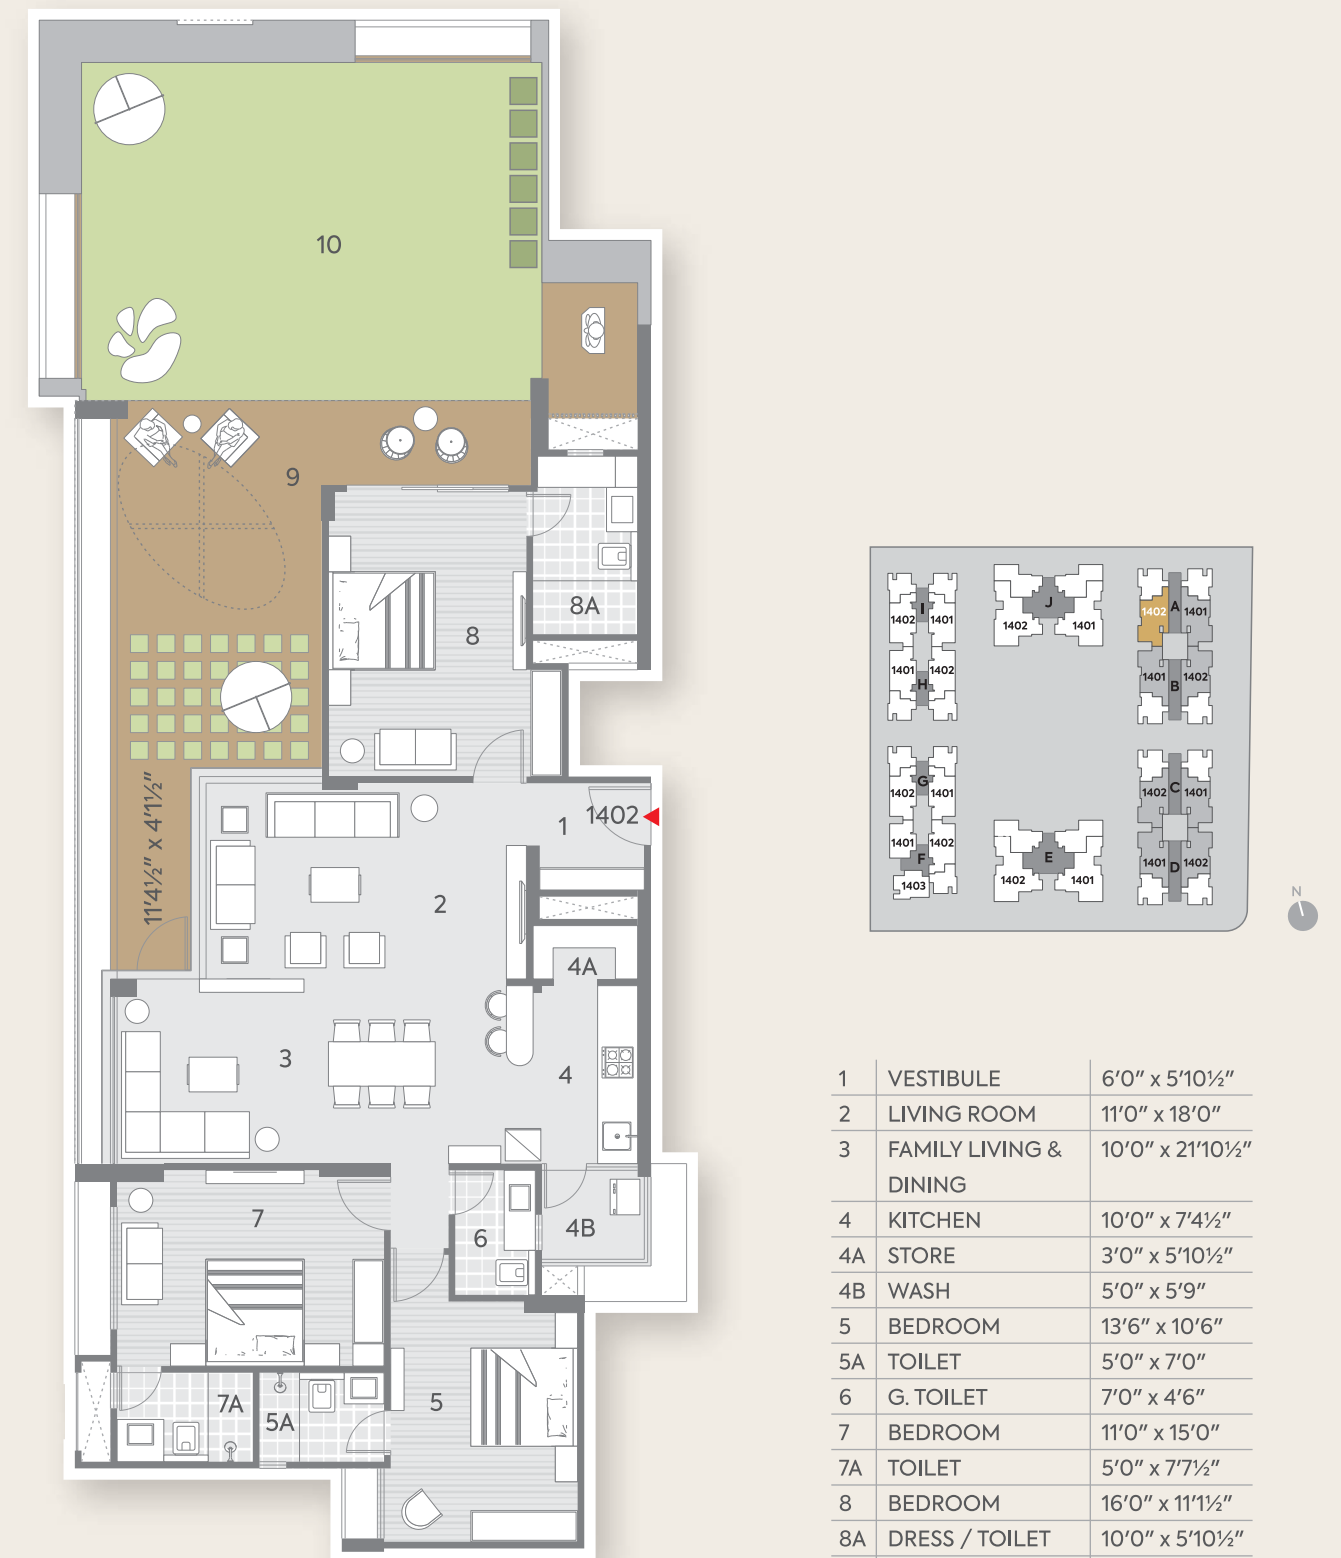 10
9
8A
8
11'4½" x 4'1½"
1
1402
2
4A
3
4
7
6
4B
7A
5A
5
I
1402
1401
J
1402
1401
A
1402
1401
1401
1402
H
1401
1402
B
G
1402
1401
C
1402
1401
1401
1402
F
1403
E
1402
1401
1401
1402
D
N
1 VESTIBULE 6'0" x 5'10½"
2 LIVING ROOM 11'0" x 18'0"
3 FAMILY LIVING & 10'0" x 21'10½"
DINING
4 KITCHEN 10'0" x 7'4½"
4A STORE 3'0" x 5'10½"
4B WASH 5'0" x 5'9"
5 BEDROOM 13'6" x 10'6"
5A TOILET 5'0" x 7'0"
6 G. TOILET 7'0" x 4'6"
7 BEDROOM 11'0" x 15'0"
7A TOILET 5'0" x 7'7½"
8 BEDROOM 16'0" x 11'1½"
8A DRESS / TOILET 10'0" x 5'10½"